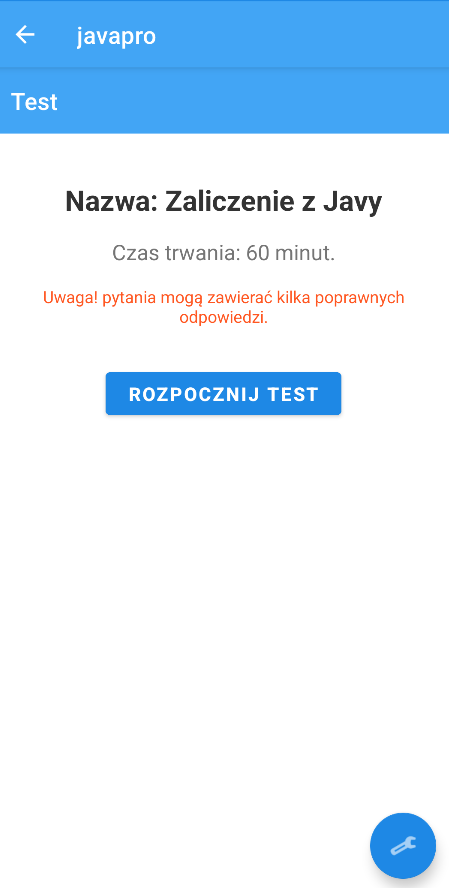 javapro
Test
Nazwa: Zaliczenie z Javy
Czas trwania: 60 minut.
Uwaga! pytania mogą zawierać kilka poprawnych
odpowiedzi.
ROZPOCZNIJ TEST